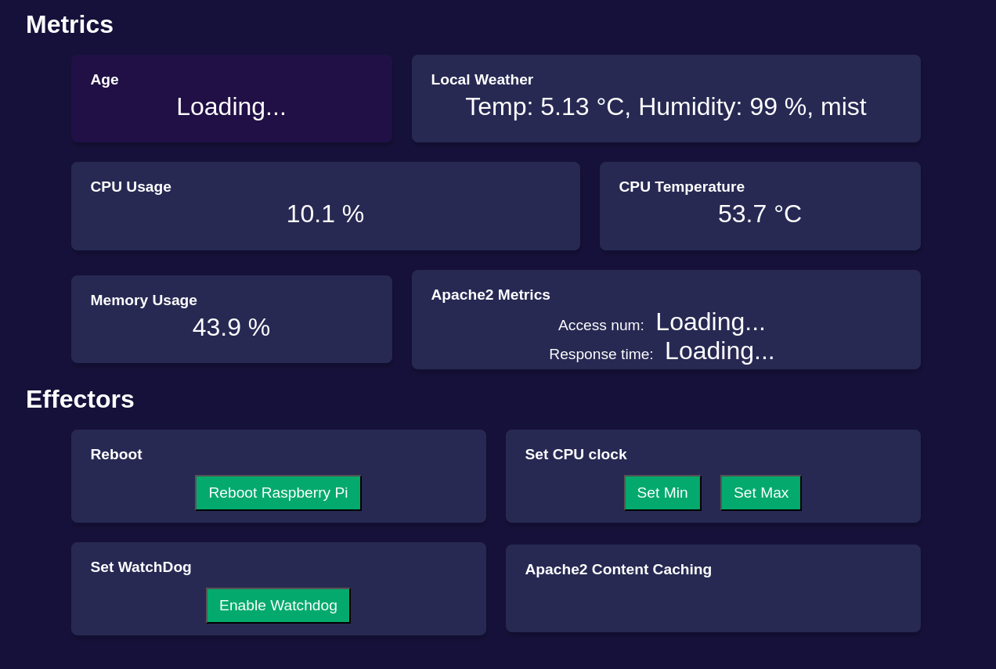 Metrics
Age
Loading...
Local Weather
Temp: 5.13 °C, Humidity: 99 %, mist
CPU Usage
10.1 %
CPU Temperature
53.7 °C
Memory Usage
43.9 %
Apache2 Metrics
Access num: Loading...
Response time: Loading...
Effectors
Reboot
Reboot Raspberry Pi
Set CPU clock
Set Min Set Max
Set WatchDog
Enable Watchdog
Apache2 Content Caching